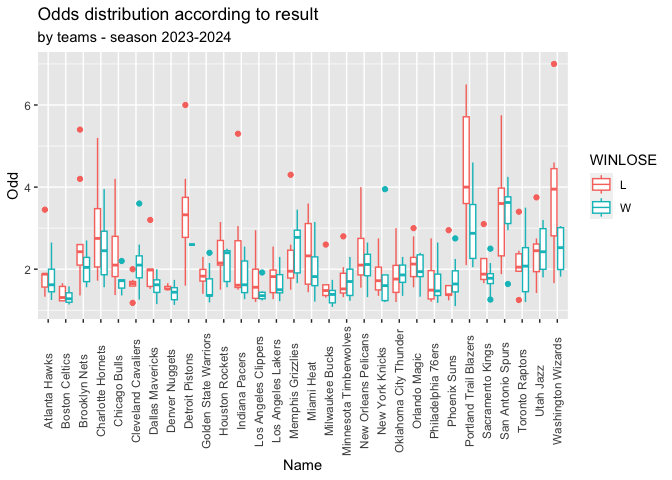 Odds distribution according to result
by teams - season 2023-2024
6
4
2
Odd
WINLOSE
L
W
Atlanta Hawks
Boston Celtics
Brooklyn Nets
Charlotte Hornets
Chicago Bulls
Cleveland Cavaliers
Dallas Mavericks
Denver Nuggets
Detroit Pistons
Golden State Warriors
Houston Rockets
Indiana Pacers
Los Angeles Clippers
Los Angeles Lakers
Memphis Grizzlies
Miami Heat
Milwaukee Bucks
Minnesota Timberwolves
New Orleans Pelicans
New York Knicks
Oklahoma City Thunder
Orlando Magic
Philadelphia 76ers
Phoenix Suns
Portland Trail Blazers
Sacramento Kings
San Antonio Spurs
Toronto Raptors
Utah Jazz
Washington Wizards
Name